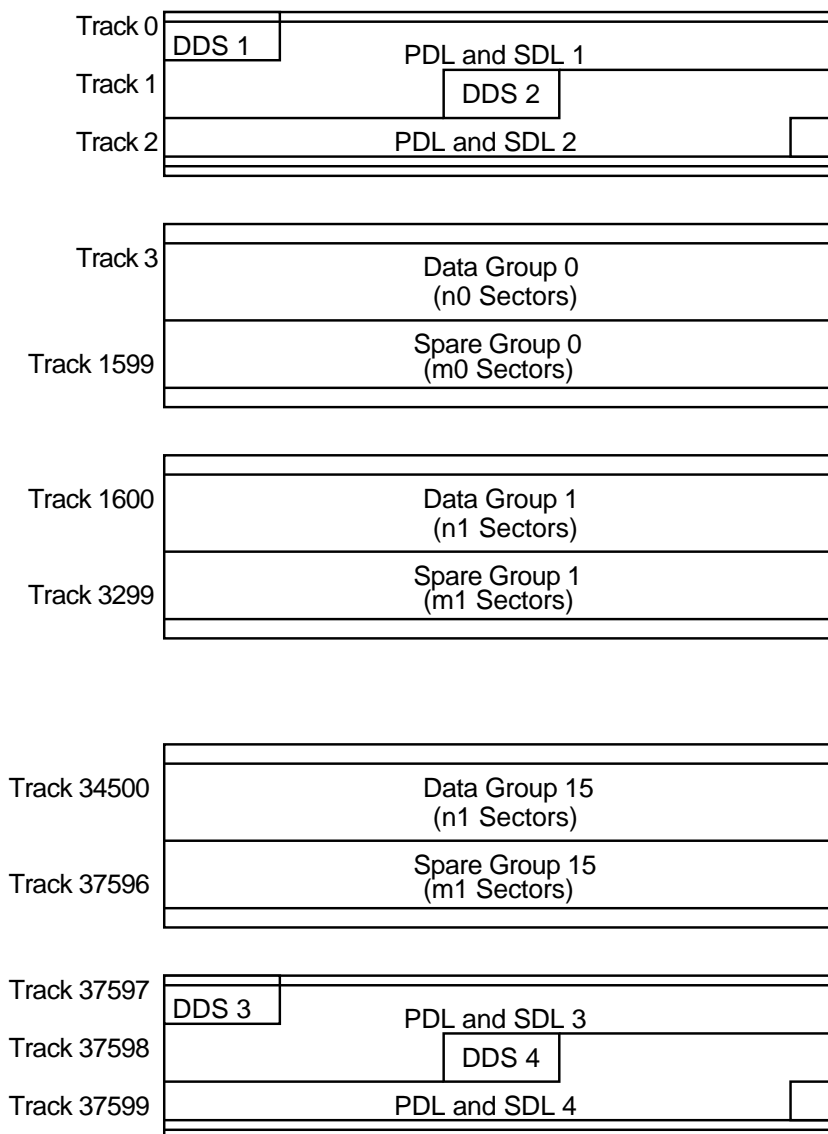 Track 0
DDS 1
PDL and SDL 1
Track 1
DDS 2
Track 2
PDL and SDL 2
Track 3
Data Group 0
(n0 Sectors)
Spare Group 0
Track 1599
(m0 Sectors)
Track 1600
Data Group 1
(n1 Sectors)
Spare Group 1
Track 3299
(m1 Sectors)
Track 34500
Data Group 15
(n1 Sectors)
Spare Group 15
Track 37596
(m1 Sectors)
Track 37597
DDS 3
PDL and SDL 3
Track 37598
DDS 4
Track 37599
PDL and SDL 4